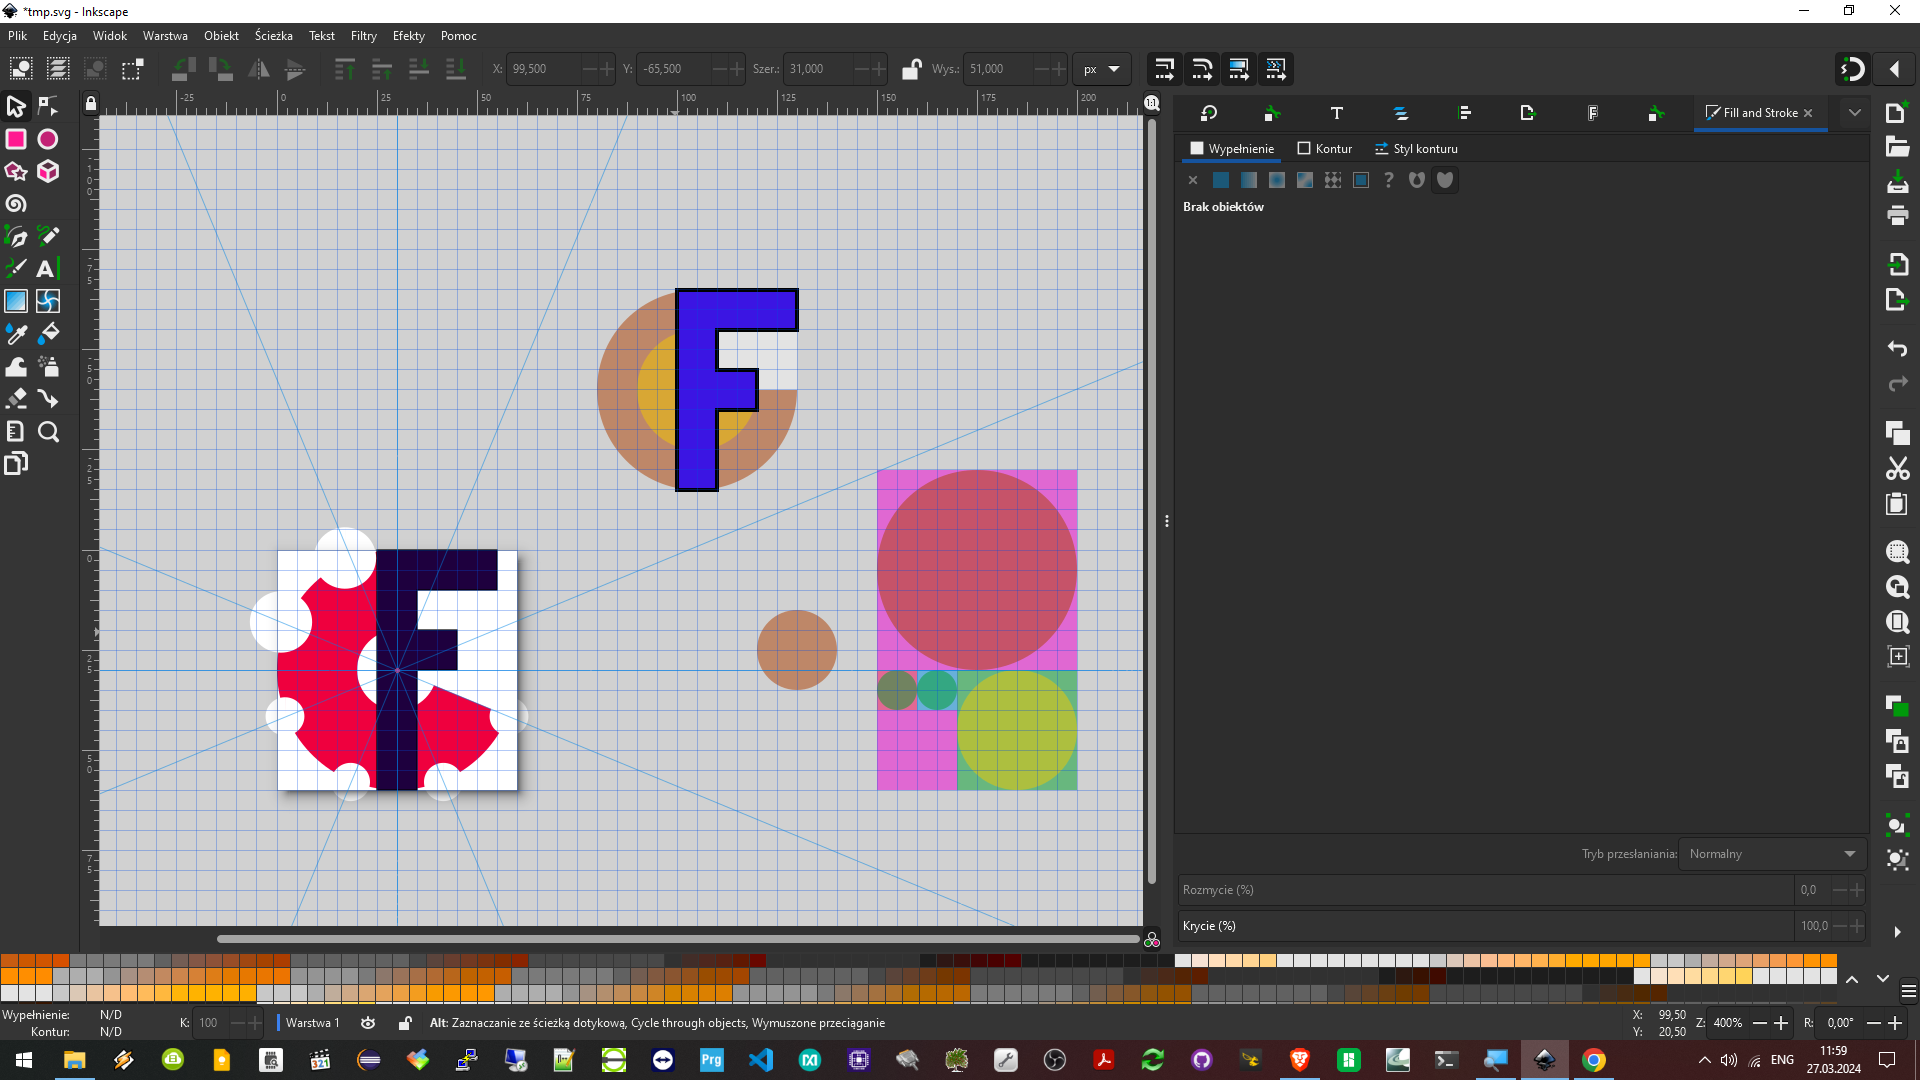 *tmp.svg - Inkscape
Plik Edycja Widok Warstwa Obiekt Ścieżka Tekst Filtry Efekty Pomoc
X: 99,500 Y: -65,500 Szer.: 31,000 Wys.: 51,000 px
-25 0 25 50 75 100 125 150 175 200
1:1
Fill and Stroke
Wypełnienie Kontur Styl konturu
Brak obiektów
F
F
Tryb przesłaniania: Normalny
Rozmycie (%) 0,0
Krycie (%) 100,0
Wypełnienie: N/D
Kontur: N/D
K: 100
Warstwa 1
Alt: Zaznaczanie ze ścieżką dotykową, Cycle through objects, Wymuszone przeciąganie
X: 99,50
Y: 20,50
Z: 400%
R: 0,00°
321
Prg
ENG
11:59
27.03.2024